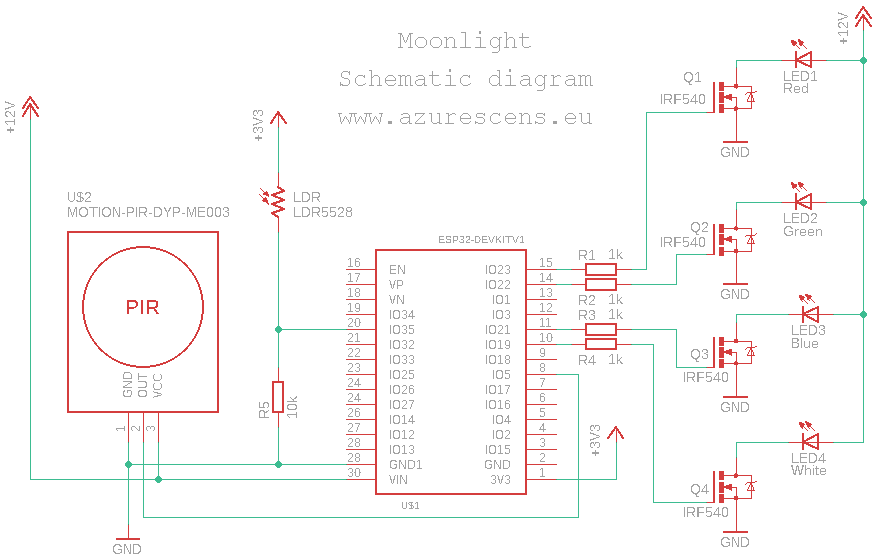 Moonlight
Schematic diagram
www.azurescens.eu
+12V
+3V3
+12V
LED1
Red
Q1
IRF540
GND
LDR
LDR5528
U$2
MOTION-PIR-DYP-ME003
PIR
GND
OUT
VCC
1
2
3
GND
R5
10k
ESP32-DEVKITV1
16 EN IO23 15
17 VP IO22 14
18 VN IO1 13
19 IO34 IO3 12
20 IO35 IO21 11
21 IO32 IO19 10
22 IO33 IO18 9
23 IO25 IO5 8
24 IO26 IO17 7
24 IO27 IO16 6
26 IO14 IO4 5
27 IO12 IO2 4
28 IO13 IO15 3
28 GND1 GND 2
30 VIN 3V3 1
U$1
R1 1k
R2 1k
R3 1k
R4 1k
+3V3
LED2
Green
Q2
IRF540
GND
LED3
Blue
Q3
IRF540
GND
LED4
White
Q4
IRF540
GND